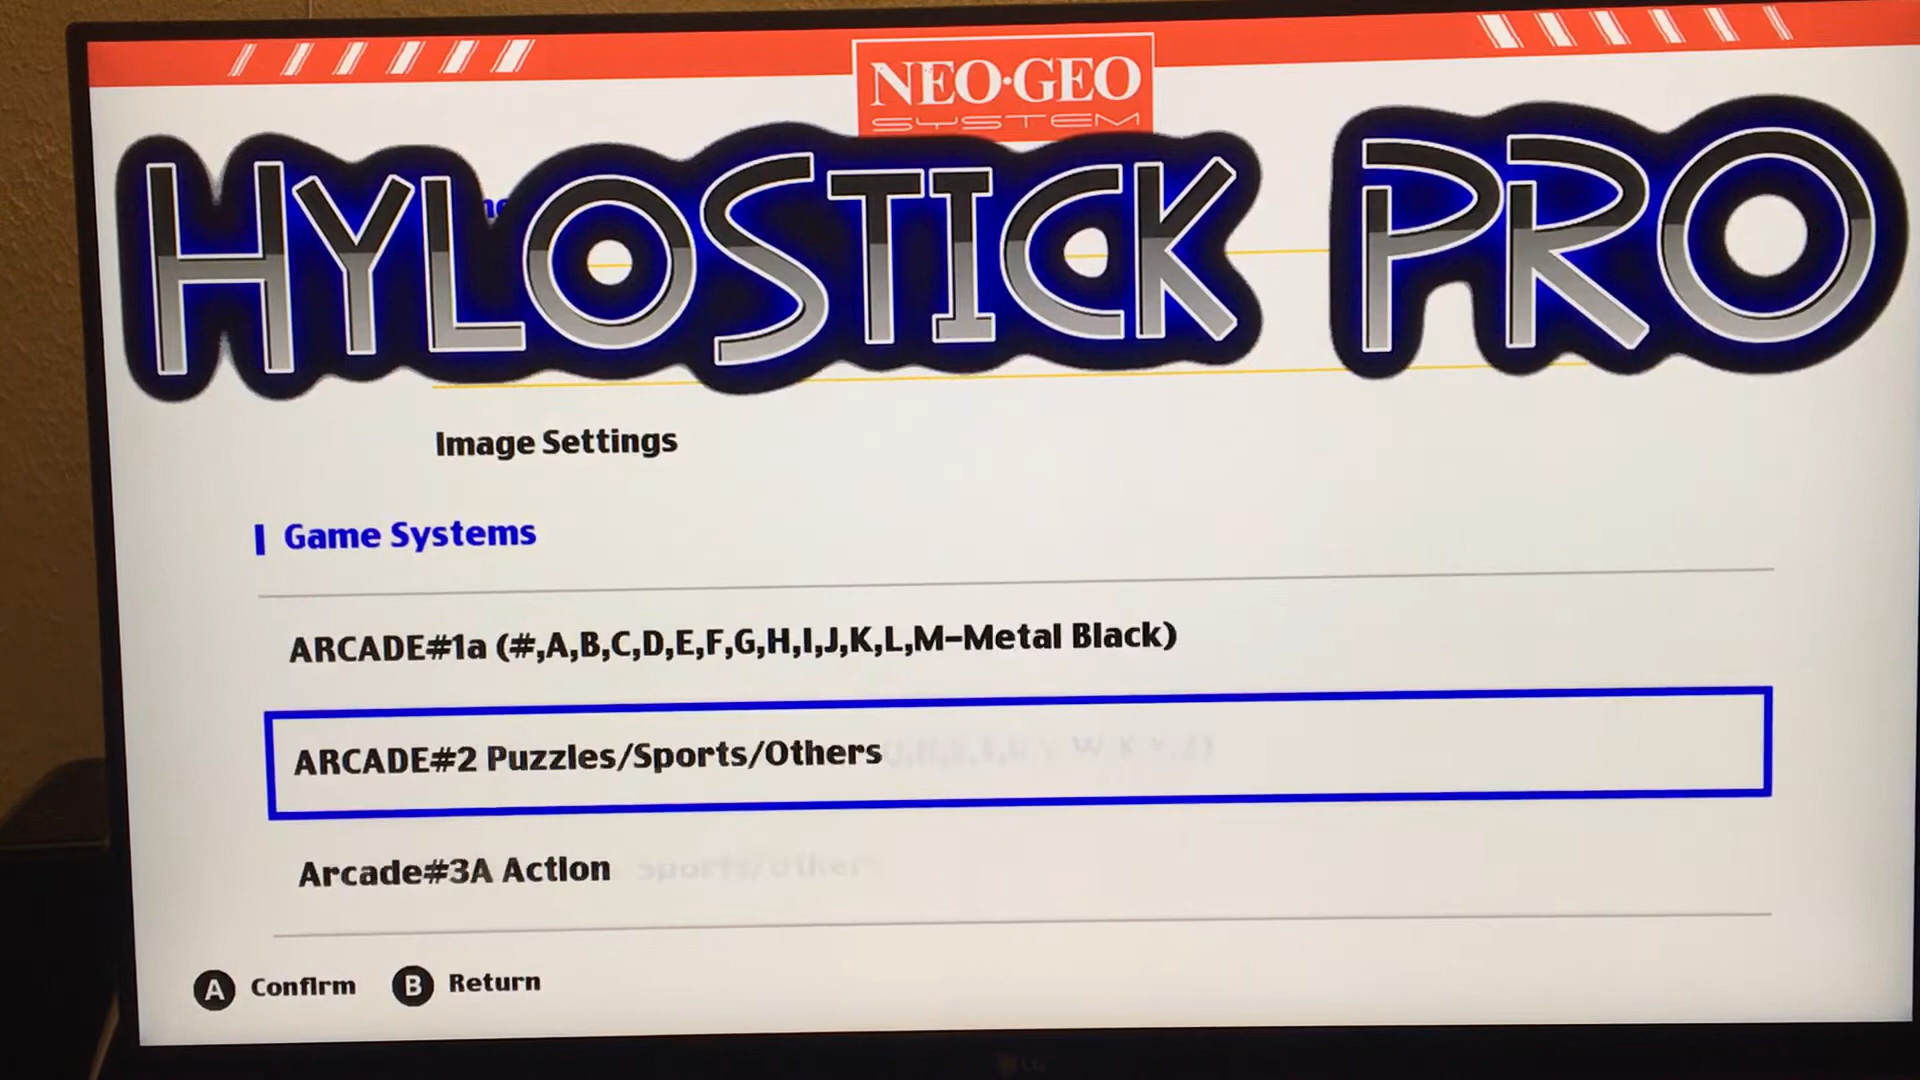 NEO·GEO
SYSTEM
HYLOSTICK PRO
Image Settings
Game Systems
ARCADE#1a (#,A,B,C,D,E,F,G,H,I,J,K,L,M-Metal Black)
ARCADE#2 Puzzles/Sports/Others
Arcade#3A Action
A Confirm B Return
LG